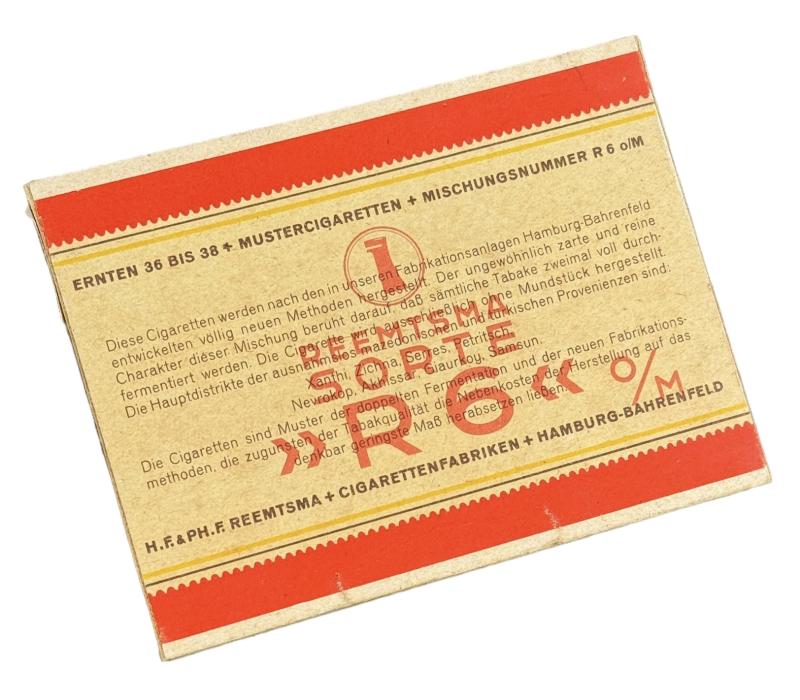 ERNTEN 36 BIS 38 + MUSTERCIGARETTEN + MISCHUNGSNUMMER R 6 o/M
Diese Cigaretten werden nach den in unseren Fabrikationsanlagen Hamburg-Bahrenfeld
entwickelten völlig neuen Methoden hergestellt. Der ungewöhnlich zarte und reine
Charakter dieser Mischung beruht darauf, daß sämtliche Tabake zweimal voll durch-
fermentiert werden. Die Cigarette wird ausschließlich ohne Mundstück hergestellt.
Die Hauptdistrikte der ausnahmslos mazedonischen und türkischen Provenienzen sind:
Xanthi, Zichna, Serres, Petritsch,
Nevrokop, Akhissar, Giaurkoy, Samsun.
Die Cigaretten sind Muster der doppelten Fermentation und der neuen Fabrikations-
methoden, die zugunsten der Tabakqualität die Nebenkosten der Herstellung auf das
denkbar geringste Maß herabsetzen ließen.
1
REEMTSMA
SORTE
»R6« o/M
H.F.&PH.F. REEMTSMA + CIGARETTENFABRIKEN + HAMBURG-BAHRENFELD